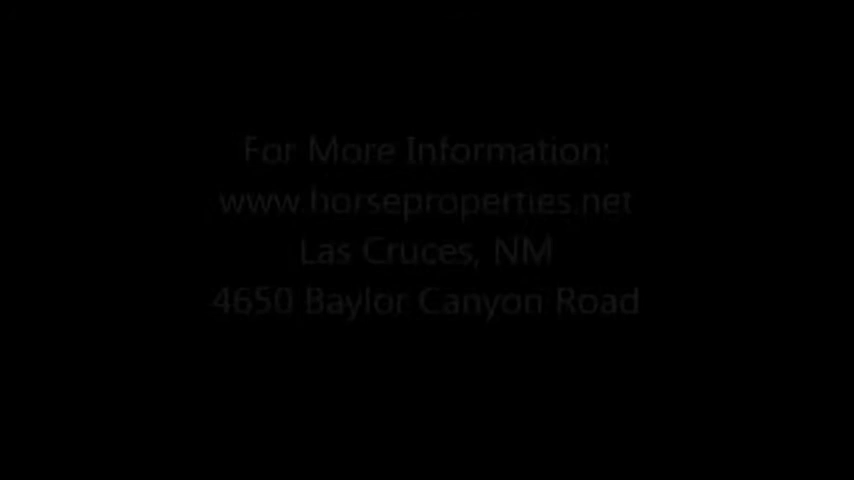 For More Information:
www.horseproperties.net
Las Cruces, NM
4650 Baylor Canyon Road